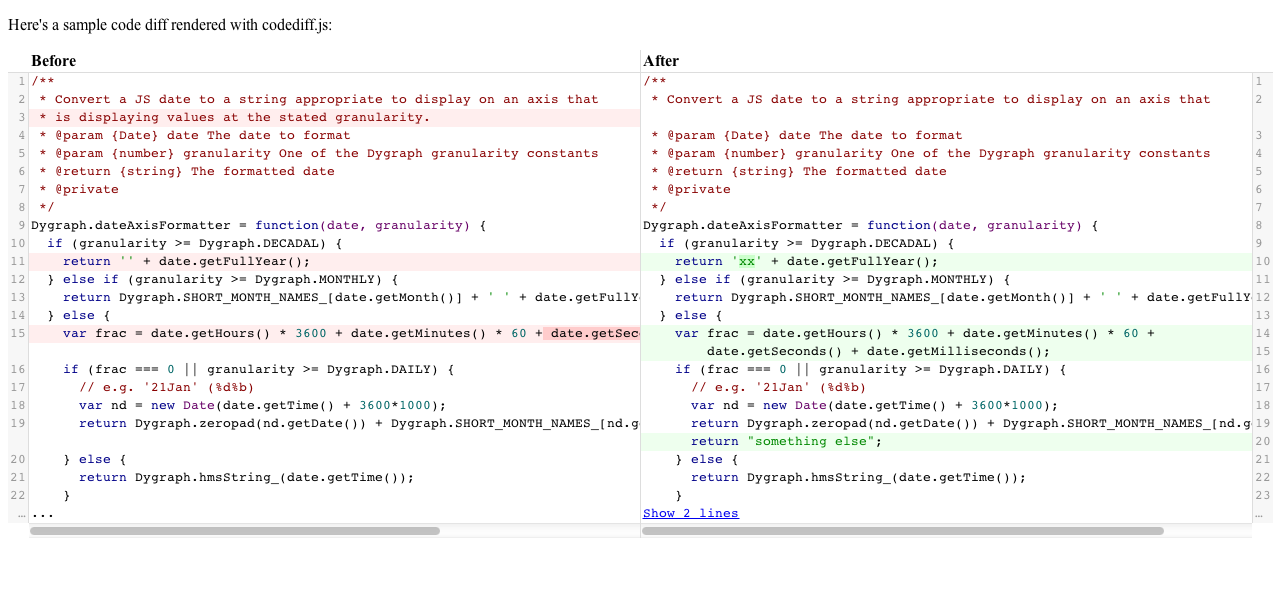 Here's a sample code diff rendered with codediff.js:
Before
1 /**
2  * Convert a JS date to a string appropriate to display on an axis that
3  * is displaying values at the stated granularity.
4  * @param {Date} date The date to format
5  * @param {number} granularity One of the Dygraph granularity constants
6  * @return {string} The formatted date
7  * @private
8  */
9 Dygraph.dateAxisFormatter = function(date, granularity) {
10   if (granularity >= Dygraph.DECADAL) {
11     return '' + date.getFullYear();
12   } else if (granularity >= Dygraph.MONTHLY) {
13     return Dygraph.SHORT_MONTH_NAMES_[date.getMonth()] + ' ' + date.getFullY
14   } else {
15     var frac = date.getHours() * 3600 + date.getMinutes() * 60 + date.getSec
16     if (frac === 0 || granularity >= Dygraph.DAILY) {
17       // e.g. '21Jan' (%d%b)
18       var nd = new Date(date.getTime() + 3600*1000);
19       return Dygraph.zeropad(nd.getDate()) + Dygraph.SHORT_MONTH_NAMES_[nd.g
20     } else {
21       return Dygraph.hmsString_(date.getTime());
22     }
… ...
After
/** 1
 * Convert a JS date to a string appropriate to display on an axis that 2
 * @param {Date} date The date to format 3
 * @param {number} granularity One of the Dygraph granularity constants 4
 * @return {string} The formatted date 5
 * @private 6
 */ 7
Dygraph.dateAxisFormatter = function(date, granularity) { 8
  if (granularity >= Dygraph.DECADAL) { 9
    return 'xx' + date.getFullYear(); 10
  } else if (granularity >= Dygraph.MONTHLY) { 11
    return Dygraph.SHORT_MONTH_NAMES_[date.getMonth()] + ' ' + date.getFullY 12
  } else { 13
    var frac = date.getHours() * 3600 + date.getMinutes() * 60 + 14
        date.getSeconds() + date.getMilliseconds(); 15
    if (frac === 0 || granularity >= Dygraph.DAILY) { 16
      // e.g. '21Jan' (%d%b) 17
      var nd = new Date(date.getTime() + 3600*1000); 18
      return Dygraph.zeropad(nd.getDate()) + Dygraph.SHORT_MONTH_NAMES_[nd.g 19
      return "something else"; 20
    } else { 21
      return Dygraph.hmsString_(date.getTime()); 22
    } 23
Show 2 lines …